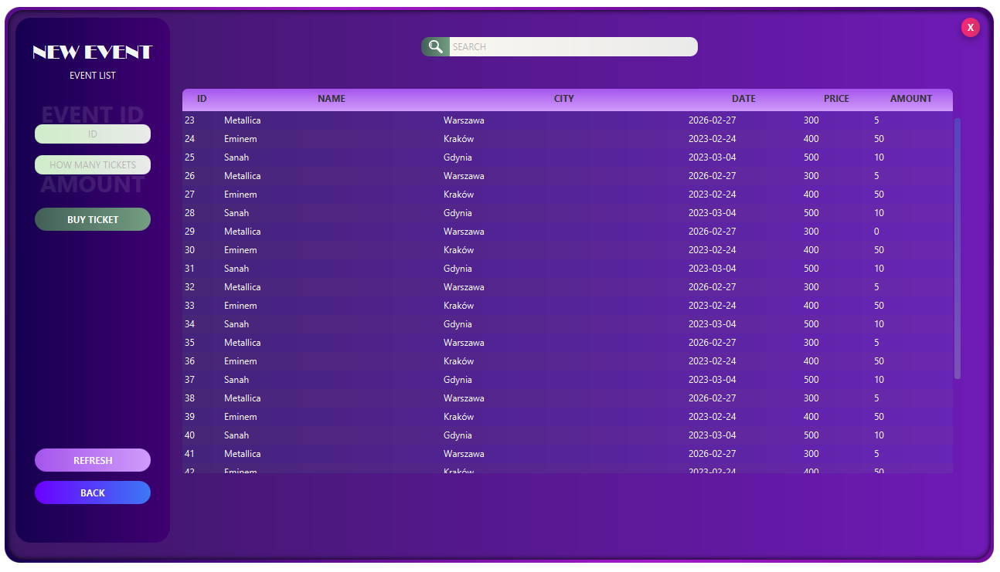 NEW EVENT
EVENT LIST
EVENT ID
ID
HOW MANY TICKETS
AMOUNT
BUY TICKET
REFRESH
BACK
SEARCH
X
ID NAME CITY DATE PRICE AMOUNT
23 Metallica Warszawa 2026-02-27 300 5
24 Eminem Kraków 2023-02-24 400 50
25 Sanah Gdynia 2023-03-04 500 10
26 Metallica Warszawa 2026-02-27 300 5
27 Eminem Kraków 2023-02-24 400 50
28 Sanah Gdynia 2023-03-04 500 10
29 Metallica Warszawa 2026-02-27 300 0
30 Eminem Kraków 2023-02-24 400 50
31 Sanah Gdynia 2023-03-04 500 10
32 Metallica Warszawa 2026-02-27 300 5
33 Eminem Kraków 2023-02-24 400 50
34 Sanah Gdynia 2023-03-04 500 10
35 Metallica Warszawa 2026-02-27 300 5
36 Eminem Kraków 2023-02-24 400 50
37 Sanah Gdynia 2023-03-04 500 10
38 Metallica Warszawa 2026-02-27 300 5
39 Eminem Kraków 2023-02-24 400 50
40 Sanah Gdynia 2023-03-04 500 10
41 Metallica Warszawa 2026-02-27 300 5
42 Eminem Kraków 2023-02-24 400 50